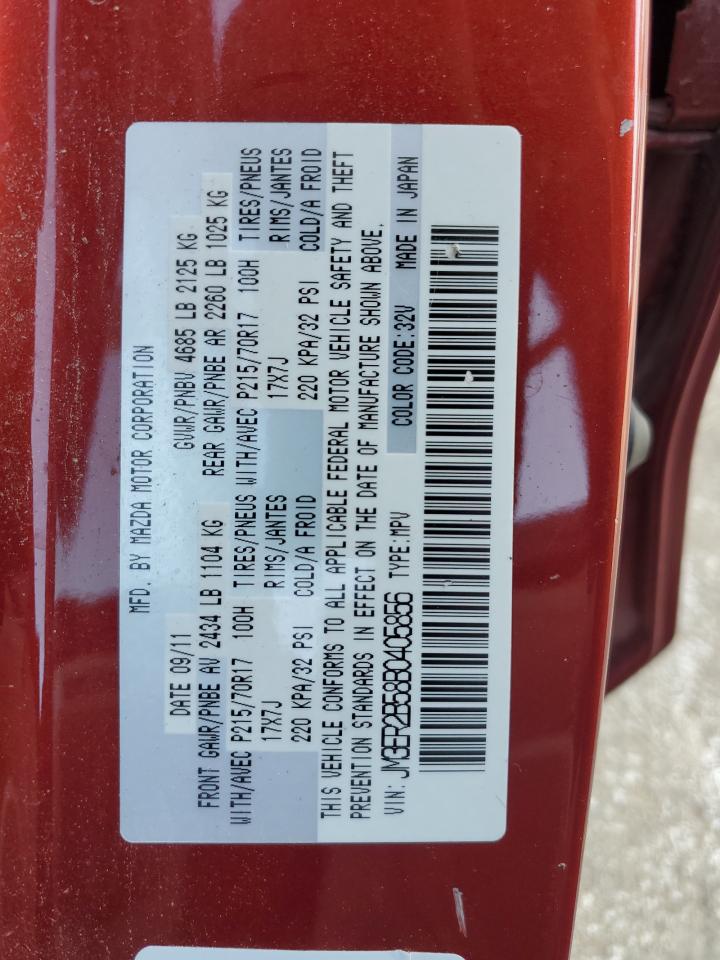 MFD. BY MAZDA MOTOR CORPORATION
DATE 09/11 GVWR/PNBV 4685 LB 2125 KG
FRONT GAWR/PNBE AV 2434 LB 1104 KG REAR GAWR/PNBE AR 2260 LB 1025 KG
WITH/AVEC P215/70R17 100H TIRES/PNEUS WITH/AVEC P215/70R17 100H TIRES/PNEUS
17X7J RIMS/JANTES 17X7J RIMS/JANTES
220 KPA/32 PSI COLD/A FROID 220 KPA/32 PSI COLD/A FROID
THIS VEHICLE CONFORMS TO ALL APPLICABLE FEDERAL MOTOR VEHICLE SAFETY AND THEFT
PREVENTION STANDARDS IN EFFECT ON THE DATE OF MANUFACTURE SHOWN ABOVE.
VIN: JM3ER2B58B0405856 TYPE:MPV COLOR CODE:32V MADE IN JAPAN